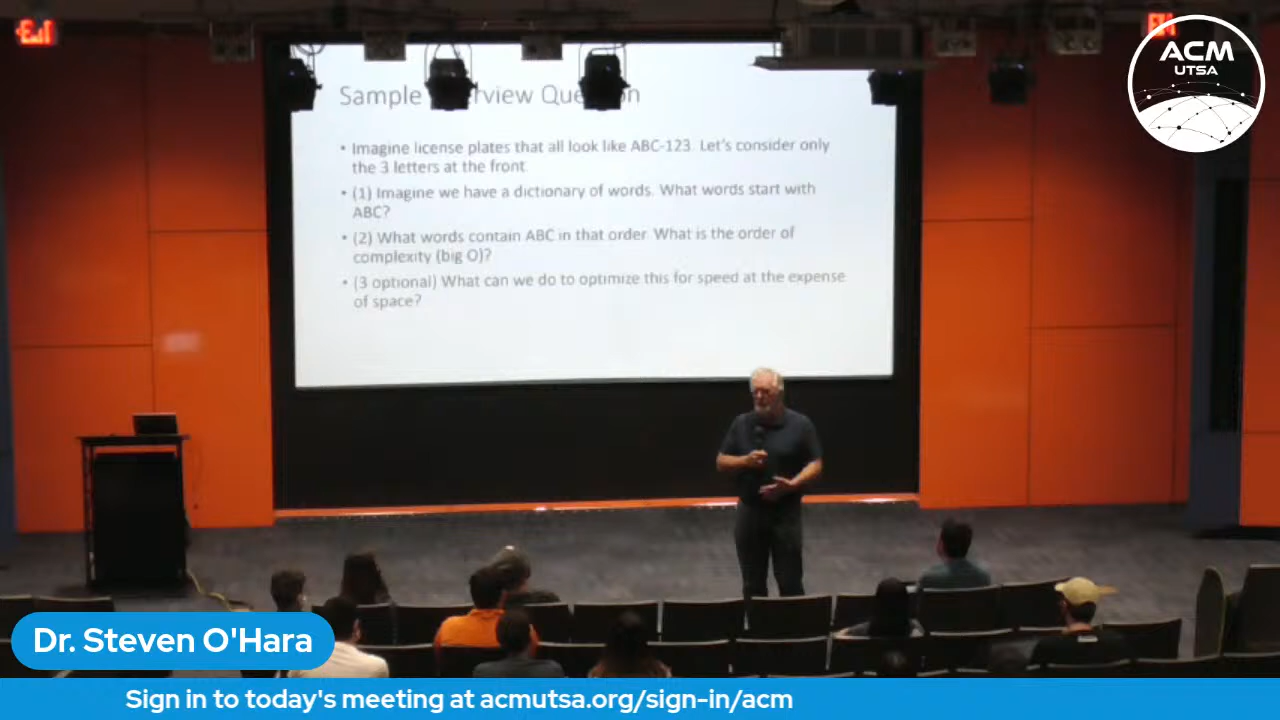 EXIT
EXIT
ACM
UTSA
Sample
• Imagine license plates that all look like ABC-123. Let's consider only
the 3 letters at the front.
• (1) Imagine we have a dictionary of words. What words start with
ABC?
• (2) What words contain ABC in that order. What is the order of
complexity (big O)?
• (3 optional) What can we do to optimize this for speed at the expense
of space?
Dr. Steven O'Hara
Sign in to today's meeting at acmutsa.org/sign-in/acm